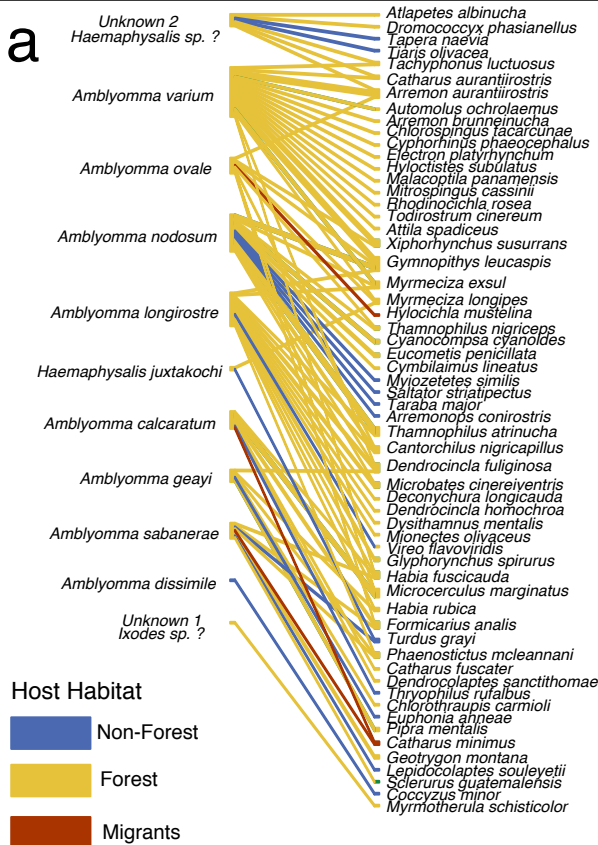 a
Unknown 2
Haemaphysalis sp. ?
Amblyomma varium
Amblyomma ovale
Amblyomma nodosum
Amblyomma longirostre
Haemaphysalis juxtakochi
Amblyomma calcaratum
Amblyomma geayi
Amblyomma sabanerae
Amblyomma dissimile
Unknown 1
Ixodes sp. ?
Atlapetes albinucha
Dromococcyx phasianellus
Tapera naevia
Tiaris olivacea
Tachyphonus luctuosus
Catharus aurantiirostris
Arremon aurantiirostris
Automolus ochrolaemus
Arremon brunneinucha
Chlorospingus tacarcunae
Cyphorhinus phaeocephalus
Electron platyrhynchum
Hyloctistes subulatus
Malacoptila panamensis
Mitrospingus cassinii
Rhodinocichla rosea
Todirostrum cinereum
Attila spadiceus
Xiphorhynchus susurrans
Gymnopithys leucaspis
Myrmeciza exsul
Myrmeciza longipes
Hylocichla mustelina
Thamnophilus nigriceps
Cyanocompsa cyanoides
Eucometis penicillata
Cymbilaimus lineatus
Myiozetetes similis
Saltator striatipectus
Taraba major
Arremonops conirostris
Thamnophilus atrinucha
Cantorchilus nigricapillus
Dendrocincla fuliginosa
Microbates cinereiventris
Deconychura longicauda
Dendrocincla homochroa
Dysithamnus mentalis
Mionectes olivaceus
Vireo flavoviridis
Glyphorynchus spirurus
Habia fuscicauda
Microcerculus marginatus
Habia rubica
Formicarius analis
Turdus grayi
Phaenostictus mcleannani
Catharus fuscater
Dendrocolaptes sanctithomae
Thryophilus rufalbus
Chlorothraupis carmioli
Euphonia anneae
Pipra mentalis
Catharus minimus
Geotrygon montana
Lepidocolaptes souleyetii
Sclerurus guatemalensis
Coccyzus minor
Myrmotherula schisticolor
Host Habitat
Non-Forest
Forest
Migrants